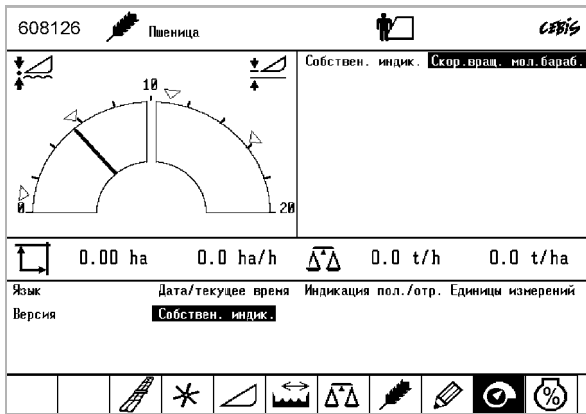 608126 Пшеница CEBIS
Собствен. индик. Скор.вращ. мол.бараб.
10
0 20
0.00 ha 0.0 ha/h 0.0 t/h 0.0 t/ha
Язык Дата/текущее время Индикация пол./отр. Единицы измерений
Версия Собствен. индик.
%